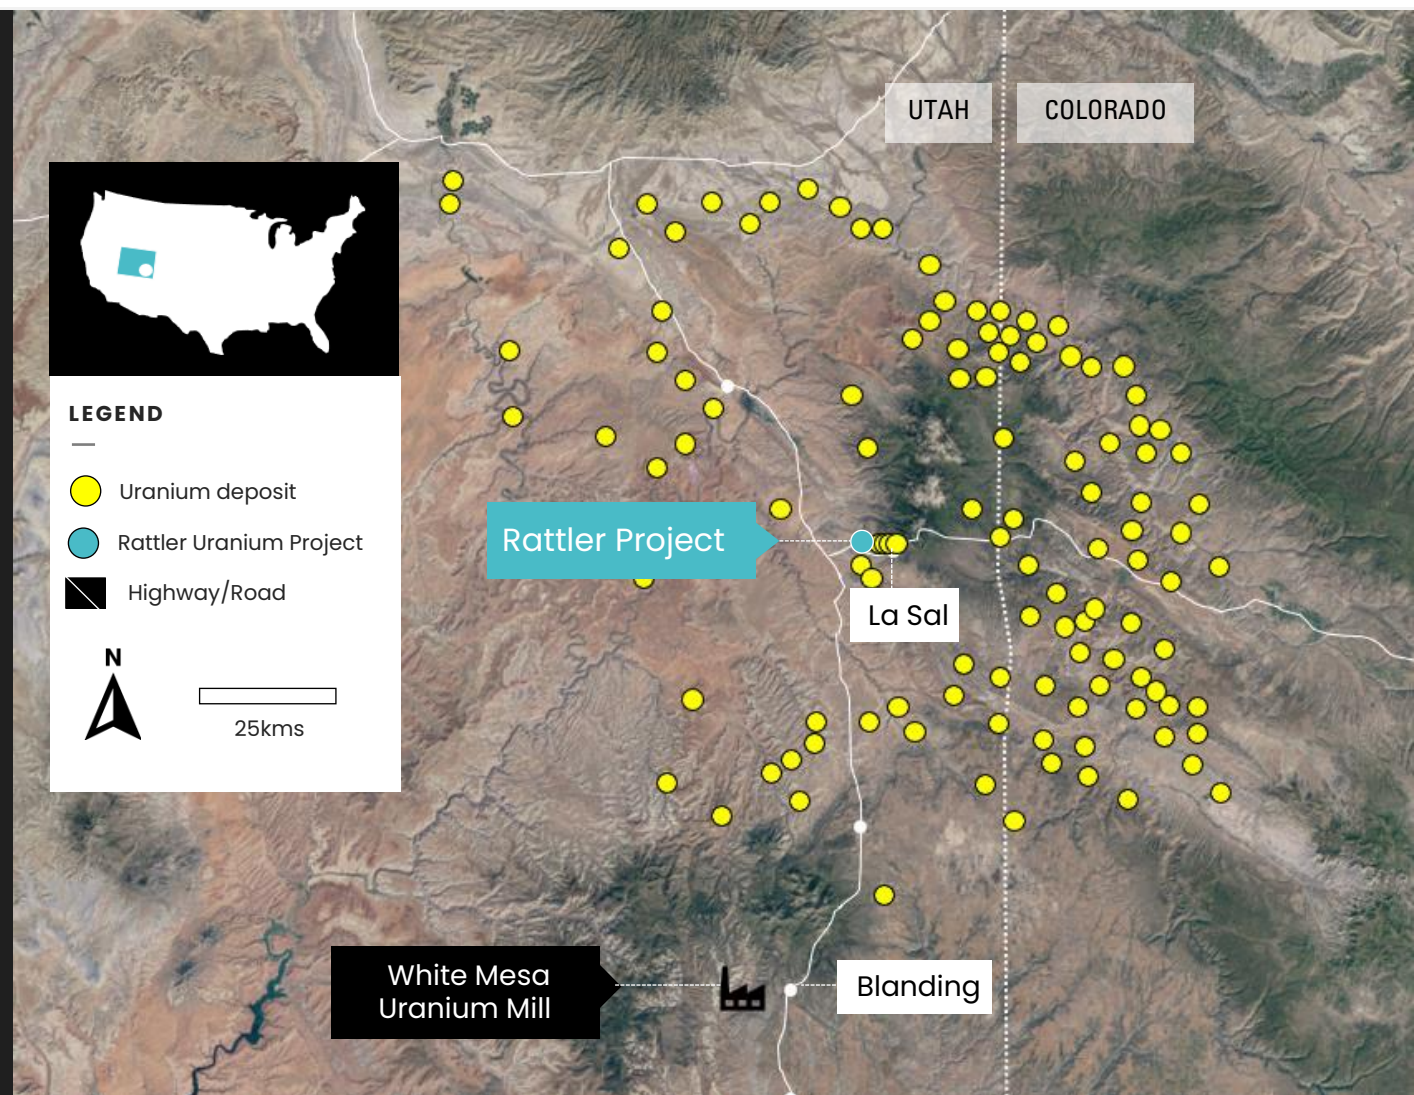 UTAH
COLORADO
LEGEND
Uranium deposit
Rattler Uranium Project
Highway/Road
N
25kms
Rattler Project
La Sal
White Mesa
Uranium Mill
Blanding